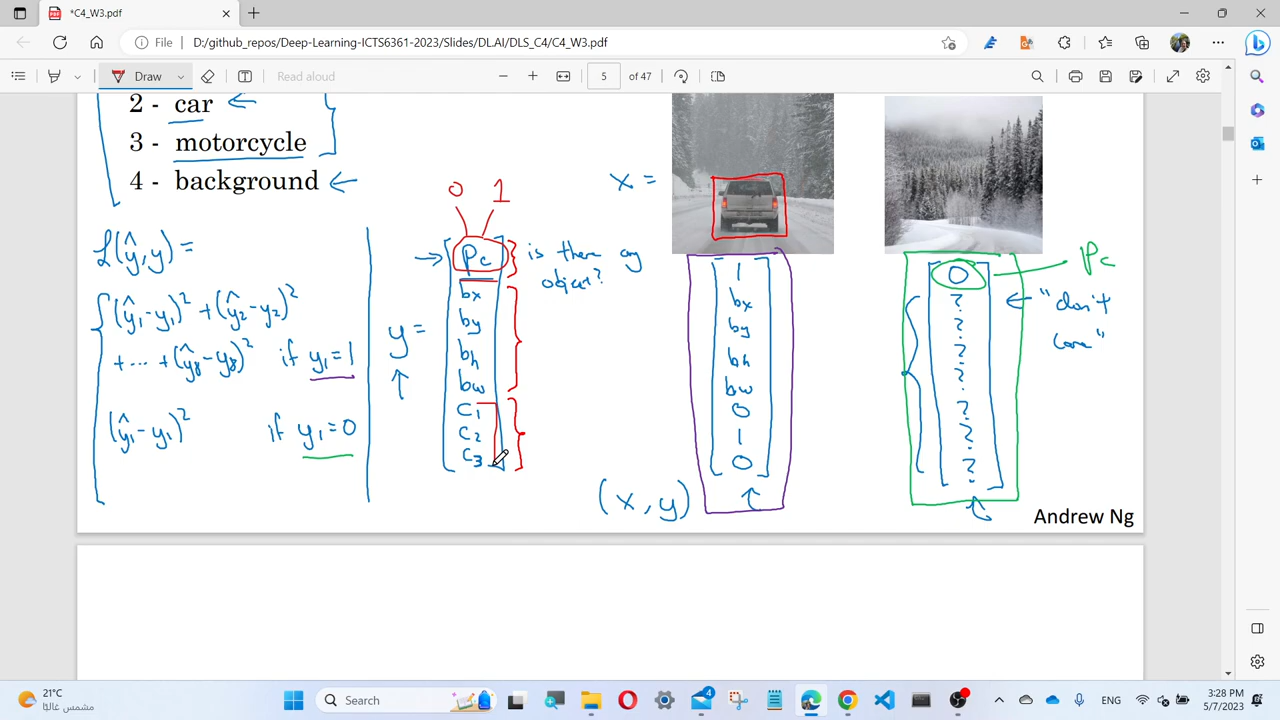 *C4_W3.pdf
File
D:/github_repos/Deep-Learning-ICTS6361-2023/Slides/DL.AI/DLS_C4/C4_W3.pdf
Draw
Read aloud
5
of 47
2 - car
3 - motorcycle
4 - background
0 1
x =
L(ŷ, y) =
Pc
is there any
object?
(ŷ1-y1)² + (ŷ2-y2)²
+ ... + (ŷ8-y8)² if y1=1
(ŷ1-y1)² if y1=0
y =
bx
by
bh
bw
C1
C2
C3
1
bx
by
bh
bw
0
1
0
(x, y)
0
?
?
?
?
?
?
?
Pc
"don't
care"
Andrew Ng
21°C
مشمس غالبًا
Search
4
ENG
3:28 PM
5/7/2023